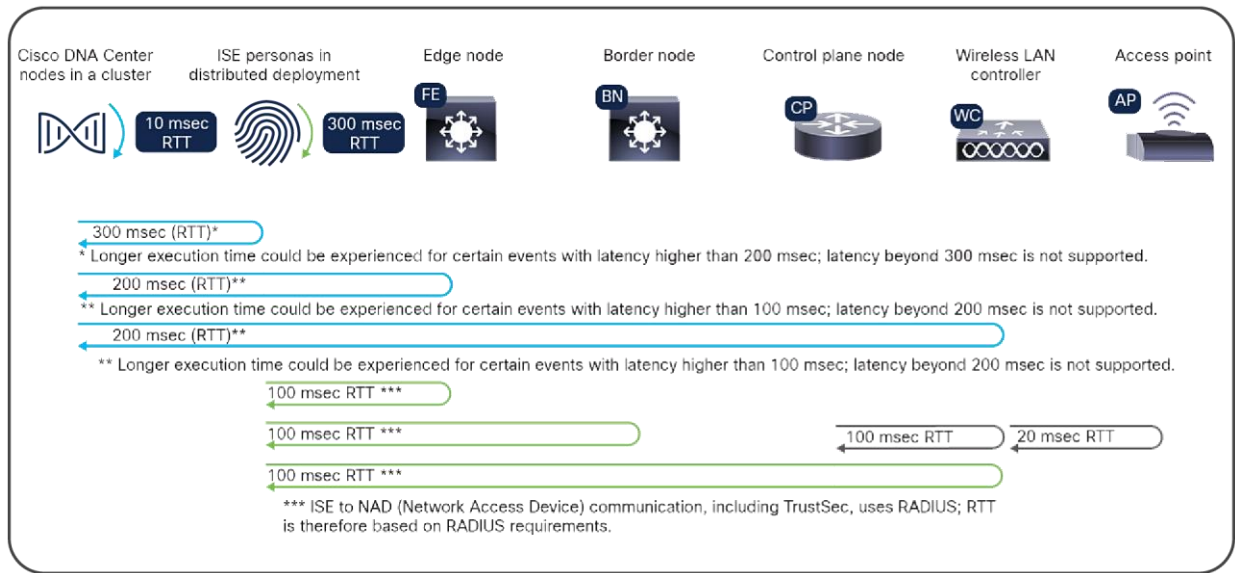 Cisco DNA Center
nodes in a cluster
ISE personas in
distributed deployment
Edge node
Border node
Control plane node
Wireless LAN
controller
Access point
10 msec
RTT
300 msec
RTT
FE
BN
CP
WC
AP
300 msec (RTT)*
* Longer execution time could be experienced for certain events with latency higher than 200 msec; latency beyond 300 msec is not supported.
200 msec (RTT)**
** Longer execution time could be experienced for certain events with latency higher than 100 msec; latency beyond 200 msec is not supported.
200 msec (RTT)**
** Longer execution time could be experienced for certain events with latency higher than 100 msec; latency beyond 200 msec is not supported.
100 msec RTT ***
100 msec RTT ***
100 msec RTT
20 msec RTT
100 msec RTT ***
*** ISE to NAD (Network Access Device) communication, including TrustSec, uses RADIUS; RTT
is therefore based on RADIUS requirements.